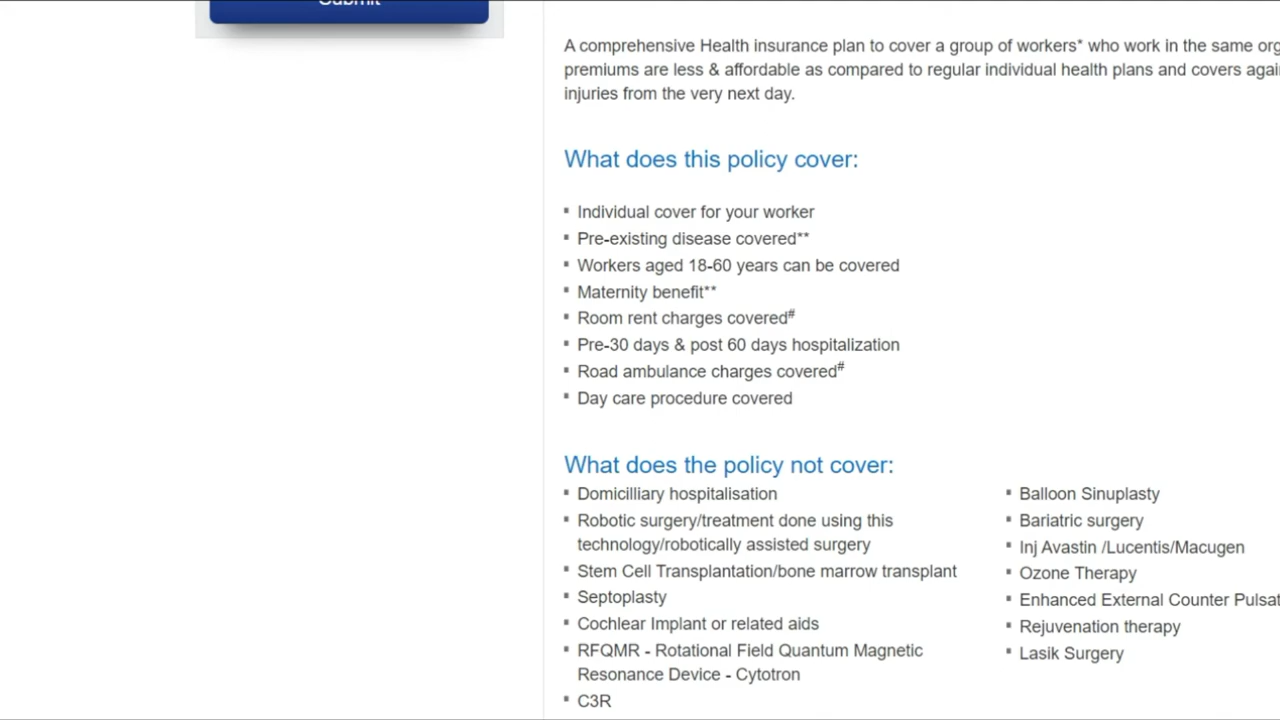 Submit
A comprehensive Health insurance plan to cover a group of workers* who work in the same org
premiums are less & affordable as compared to regular individual health plans and covers agai
injuries from the very next day.
What does this policy cover:
Individual cover for your worker
Pre-existing disease covered**
Workers aged 18-60 years can be covered
Maternity benefit**
Room rent charges covered#
Pre-30 days & post 60 days hospitalization
Road ambulance charges covered#
Day care procedure covered
What does the policy not cover:
Domicilliary hospitalisation
Robotic surgery/treatment done using this
technology/robotically assisted surgery
Stem Cell Transplantation/bone marrow transplant
Septoplasty
Cochlear Implant or related aids
RFQMR - Rotational Field Quantum Magnetic
Resonance Device - Cytotron
C3R
Balloon Sinuplasty
Bariatric surgery
Inj Avastin /Lucentis/Macugen
Ozone Therapy
Enhanced External Counter Pulsat
Rejuvenation therapy
Lasik Surgery